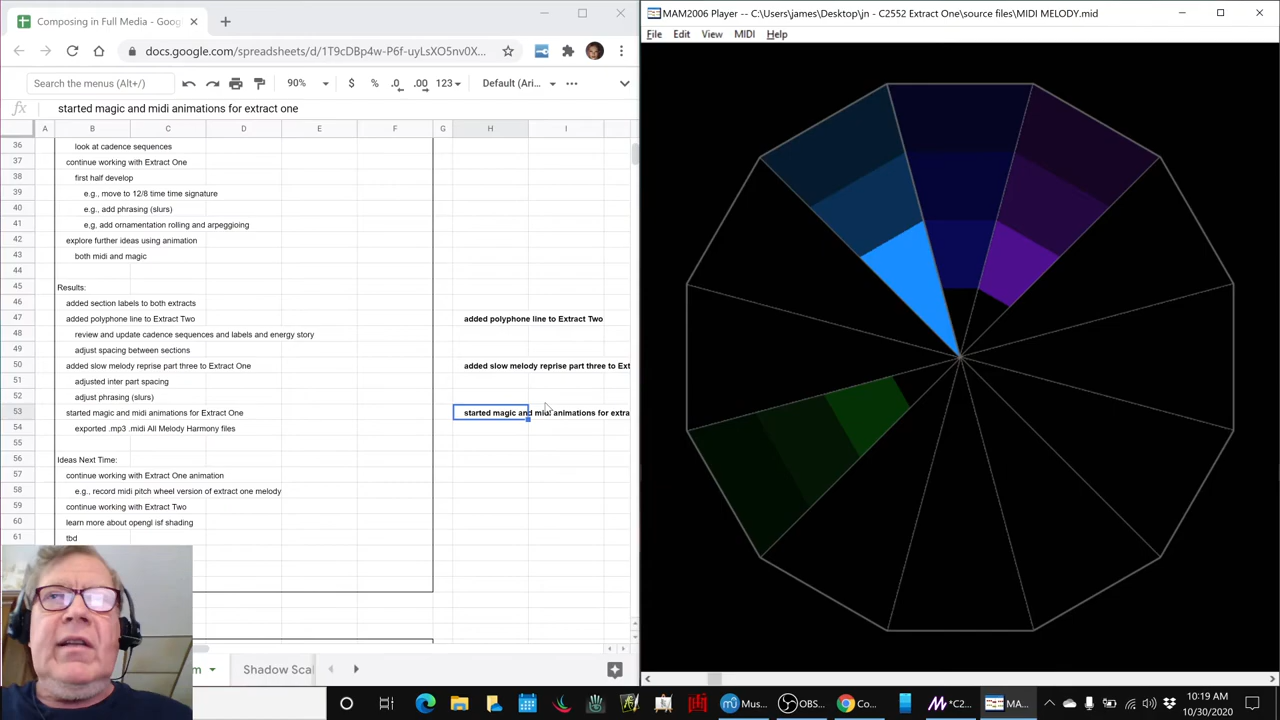 Composing in Full Media - Goog
docs.google.com/spreadsheets/d/1T9cDBp4w-P6f-uyLsXO5nv0X...
Search the menus (Alt+/)
90%
$ % .0 .00 123
Default (Ari...
fx started magic and midi animations for extract one
A B C D E F G H I
36 look at cadence sequences
37 continue working with Extract One
38 first half develop
39 e.g., move to 12/8 time time signature
40 e.g., add phrasing (slurs)
41 e.g, add ornamentation rolling and arpeggioing
42 explore further ideas using animation
43 both midi and magic
44
45 Results:
46 added section labels to both extracts
47 added polyphone line to Extract Two added polyphone line to Extract Two
48 review and update cadence sequences and labels and energy story
49 adjust spacing between sections
50 added slow melody reprise part three to Extract One added slow melody reprise part three to Ext
51 adjusted inter part spacing
52 adjust phrasing (slurs)
53 started magic and midi animations for Extract One started magic and midi animations for extra
54 exported .mp3 .midi All Melody Harmony files
55
56 Ideas Next Time:
57 continue working with Extract One animation
58 e.g., record midi pitch wheel version of extract one melody
59 continue working with Extract Two
60 learn more about opengl isf shading
61 tbd
m
Shadow Scal
MAM2006 Player -- C:\Users\james\Desktop\jn - C2552 Extract One\source files\MIDI MELODY.mid
File Edit View MIDI Help
Mus...
OBS...
Co...
*C2...
MA...
10:19 AM
10/30/2020